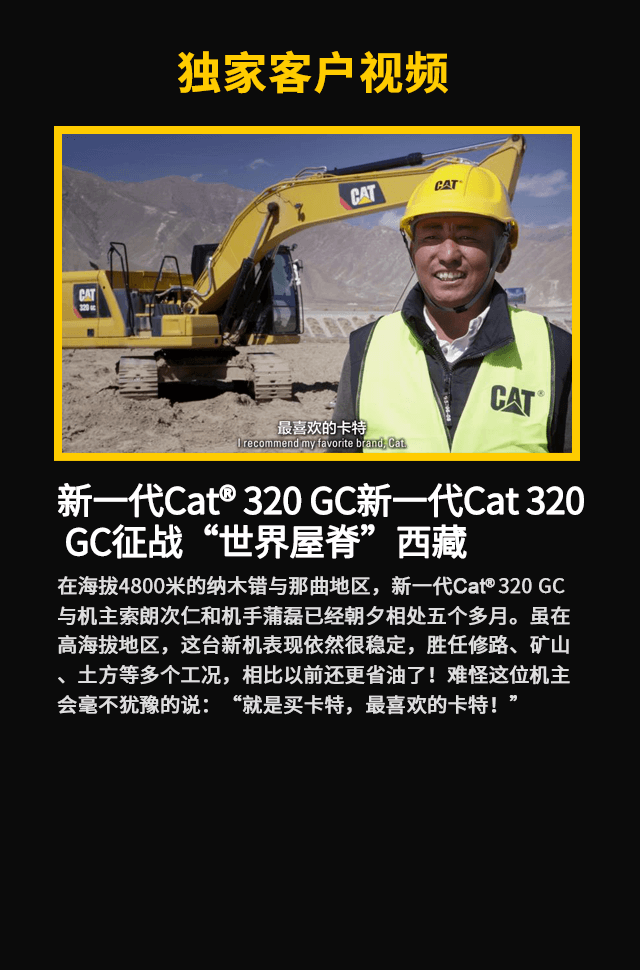 独家客户视频
CAT
CAT
CAT
320 GC
CAT®
最喜欢的卡特
I recommend my favorite brand, Cat.
新一代Cat® 320 GC新一代Cat 320
GC征战“世界屋脊”西藏
在海拔4800米的纳木错与那曲地区，新一代Cat® 320 GC
与机主索朗次仁和机手蒲磊已经朝夕相处五个多月。虽在
高海拔地区，这台新机表现依然很稳定，胜任修路、矿山
、土方等多个工况，相比以前还更省油了！难怪这位机主
会毫不犹豫的说：“就是买卡特，最喜欢的卡特！”